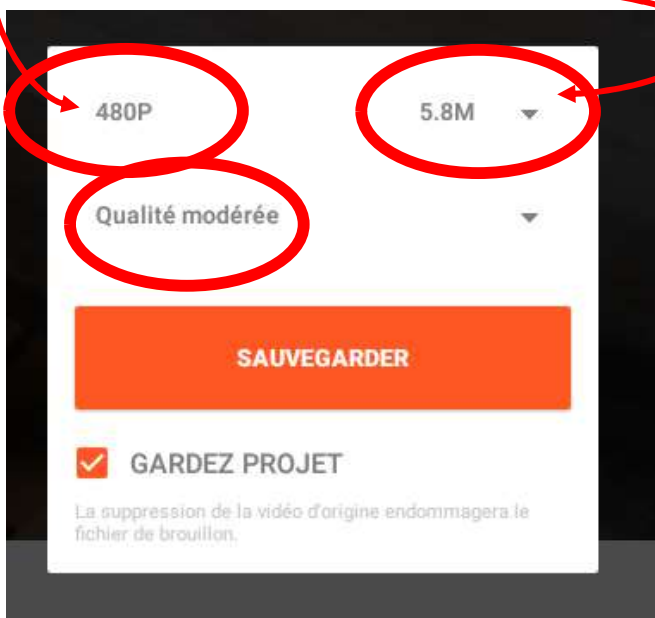 480P 5.8M
Qualité modérée
SAUVEGARDER
GARDEZ PROJET
La suppression de la vidéo d'origine endommagera le
fichier de brouillon.